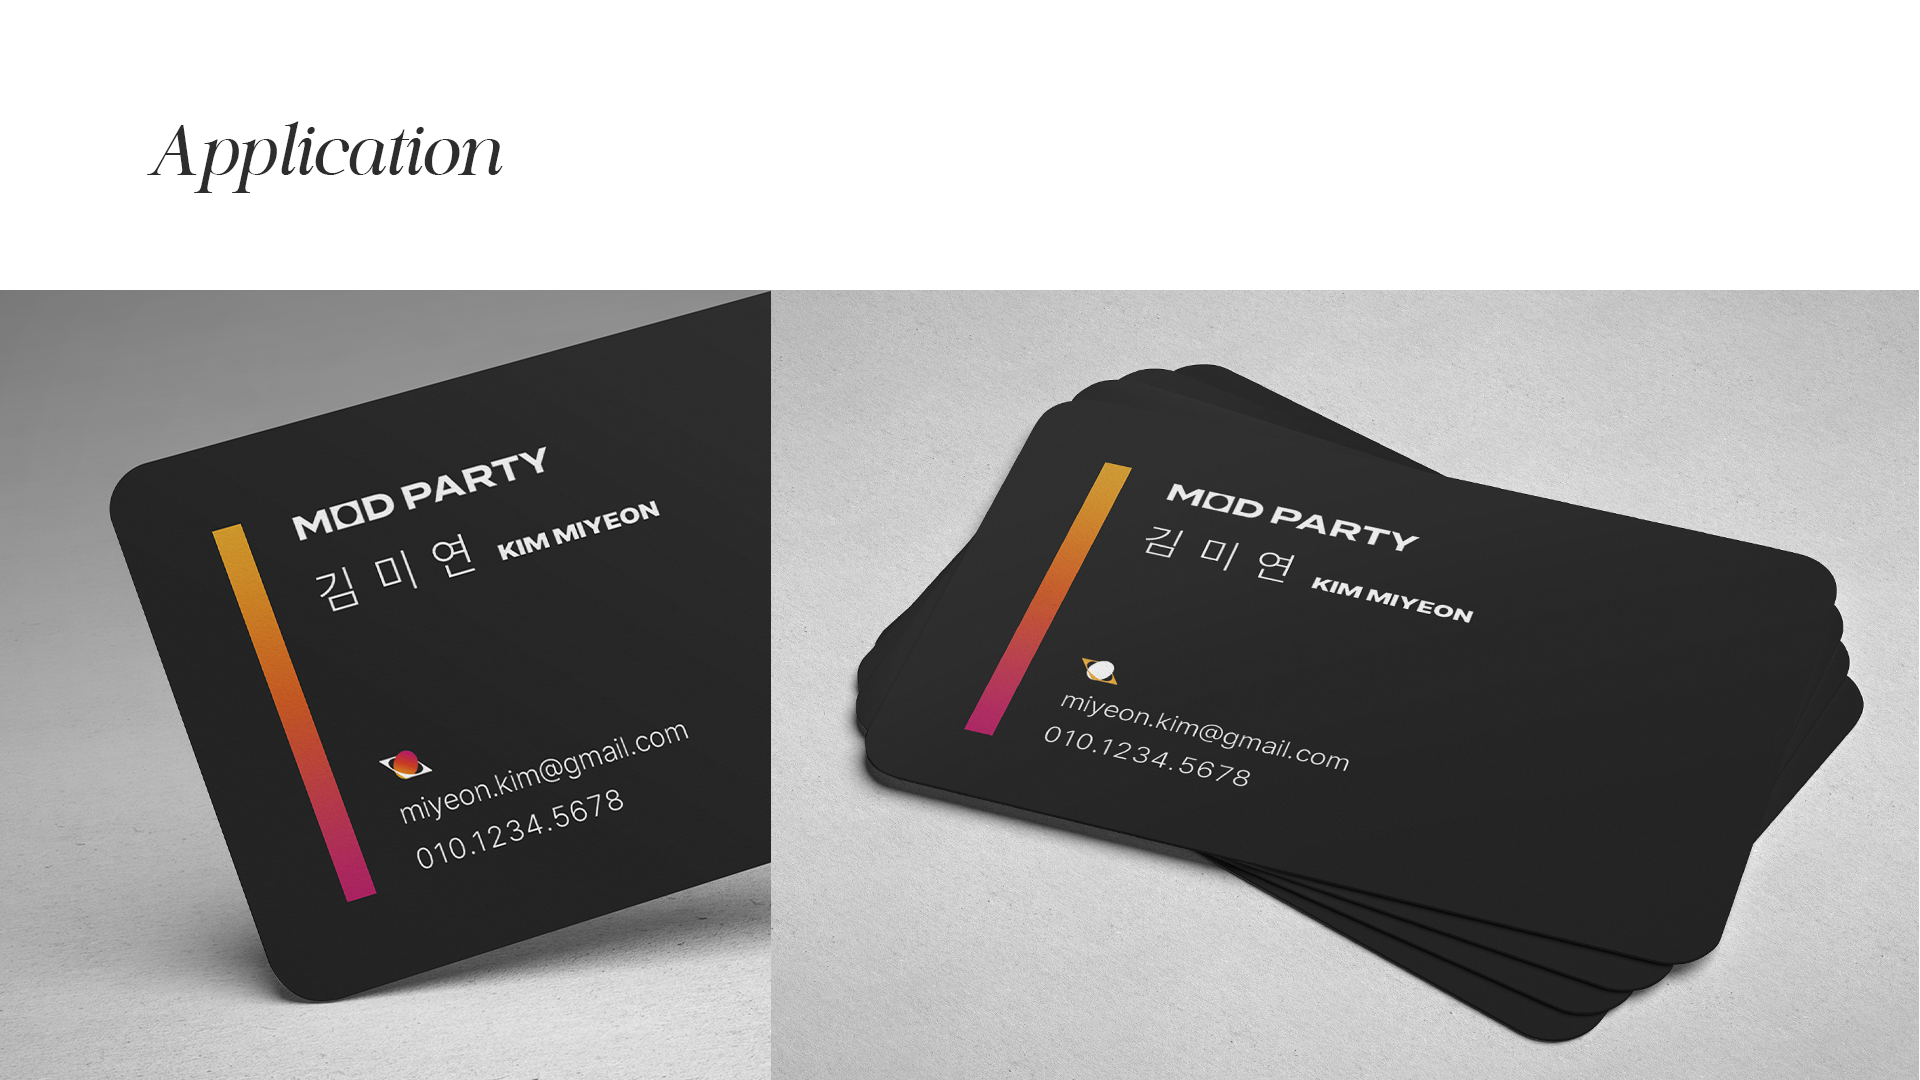 Application
MOD PARTY
김 미 연 KIM MIYEON
miyeon.kim@gmail.com
010.1234.5678
MOD PARTY
김 미 연 KIM MIYEON
miyeon.kim@gmail.com
010.1234.5678